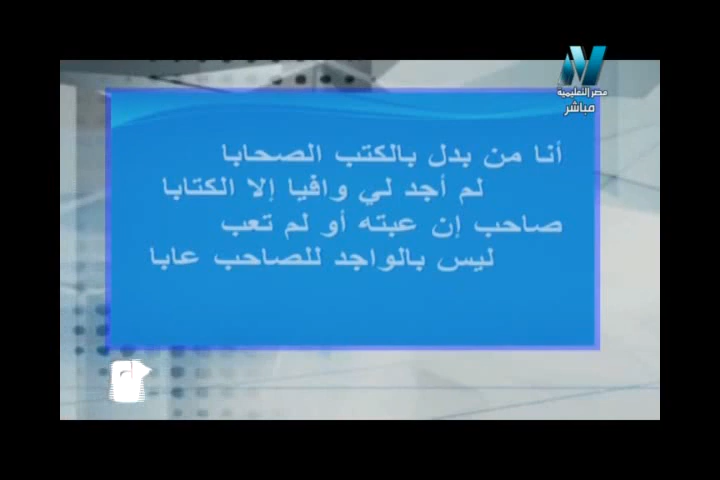 مصر التعليمية
مباشر
أنا من بدل بالكتب الصحابا
لم أجد لي وافيا إلا الكتابا
صاحب إن عبته أو لم تعب
ليس بالواجد للصاحب عابا